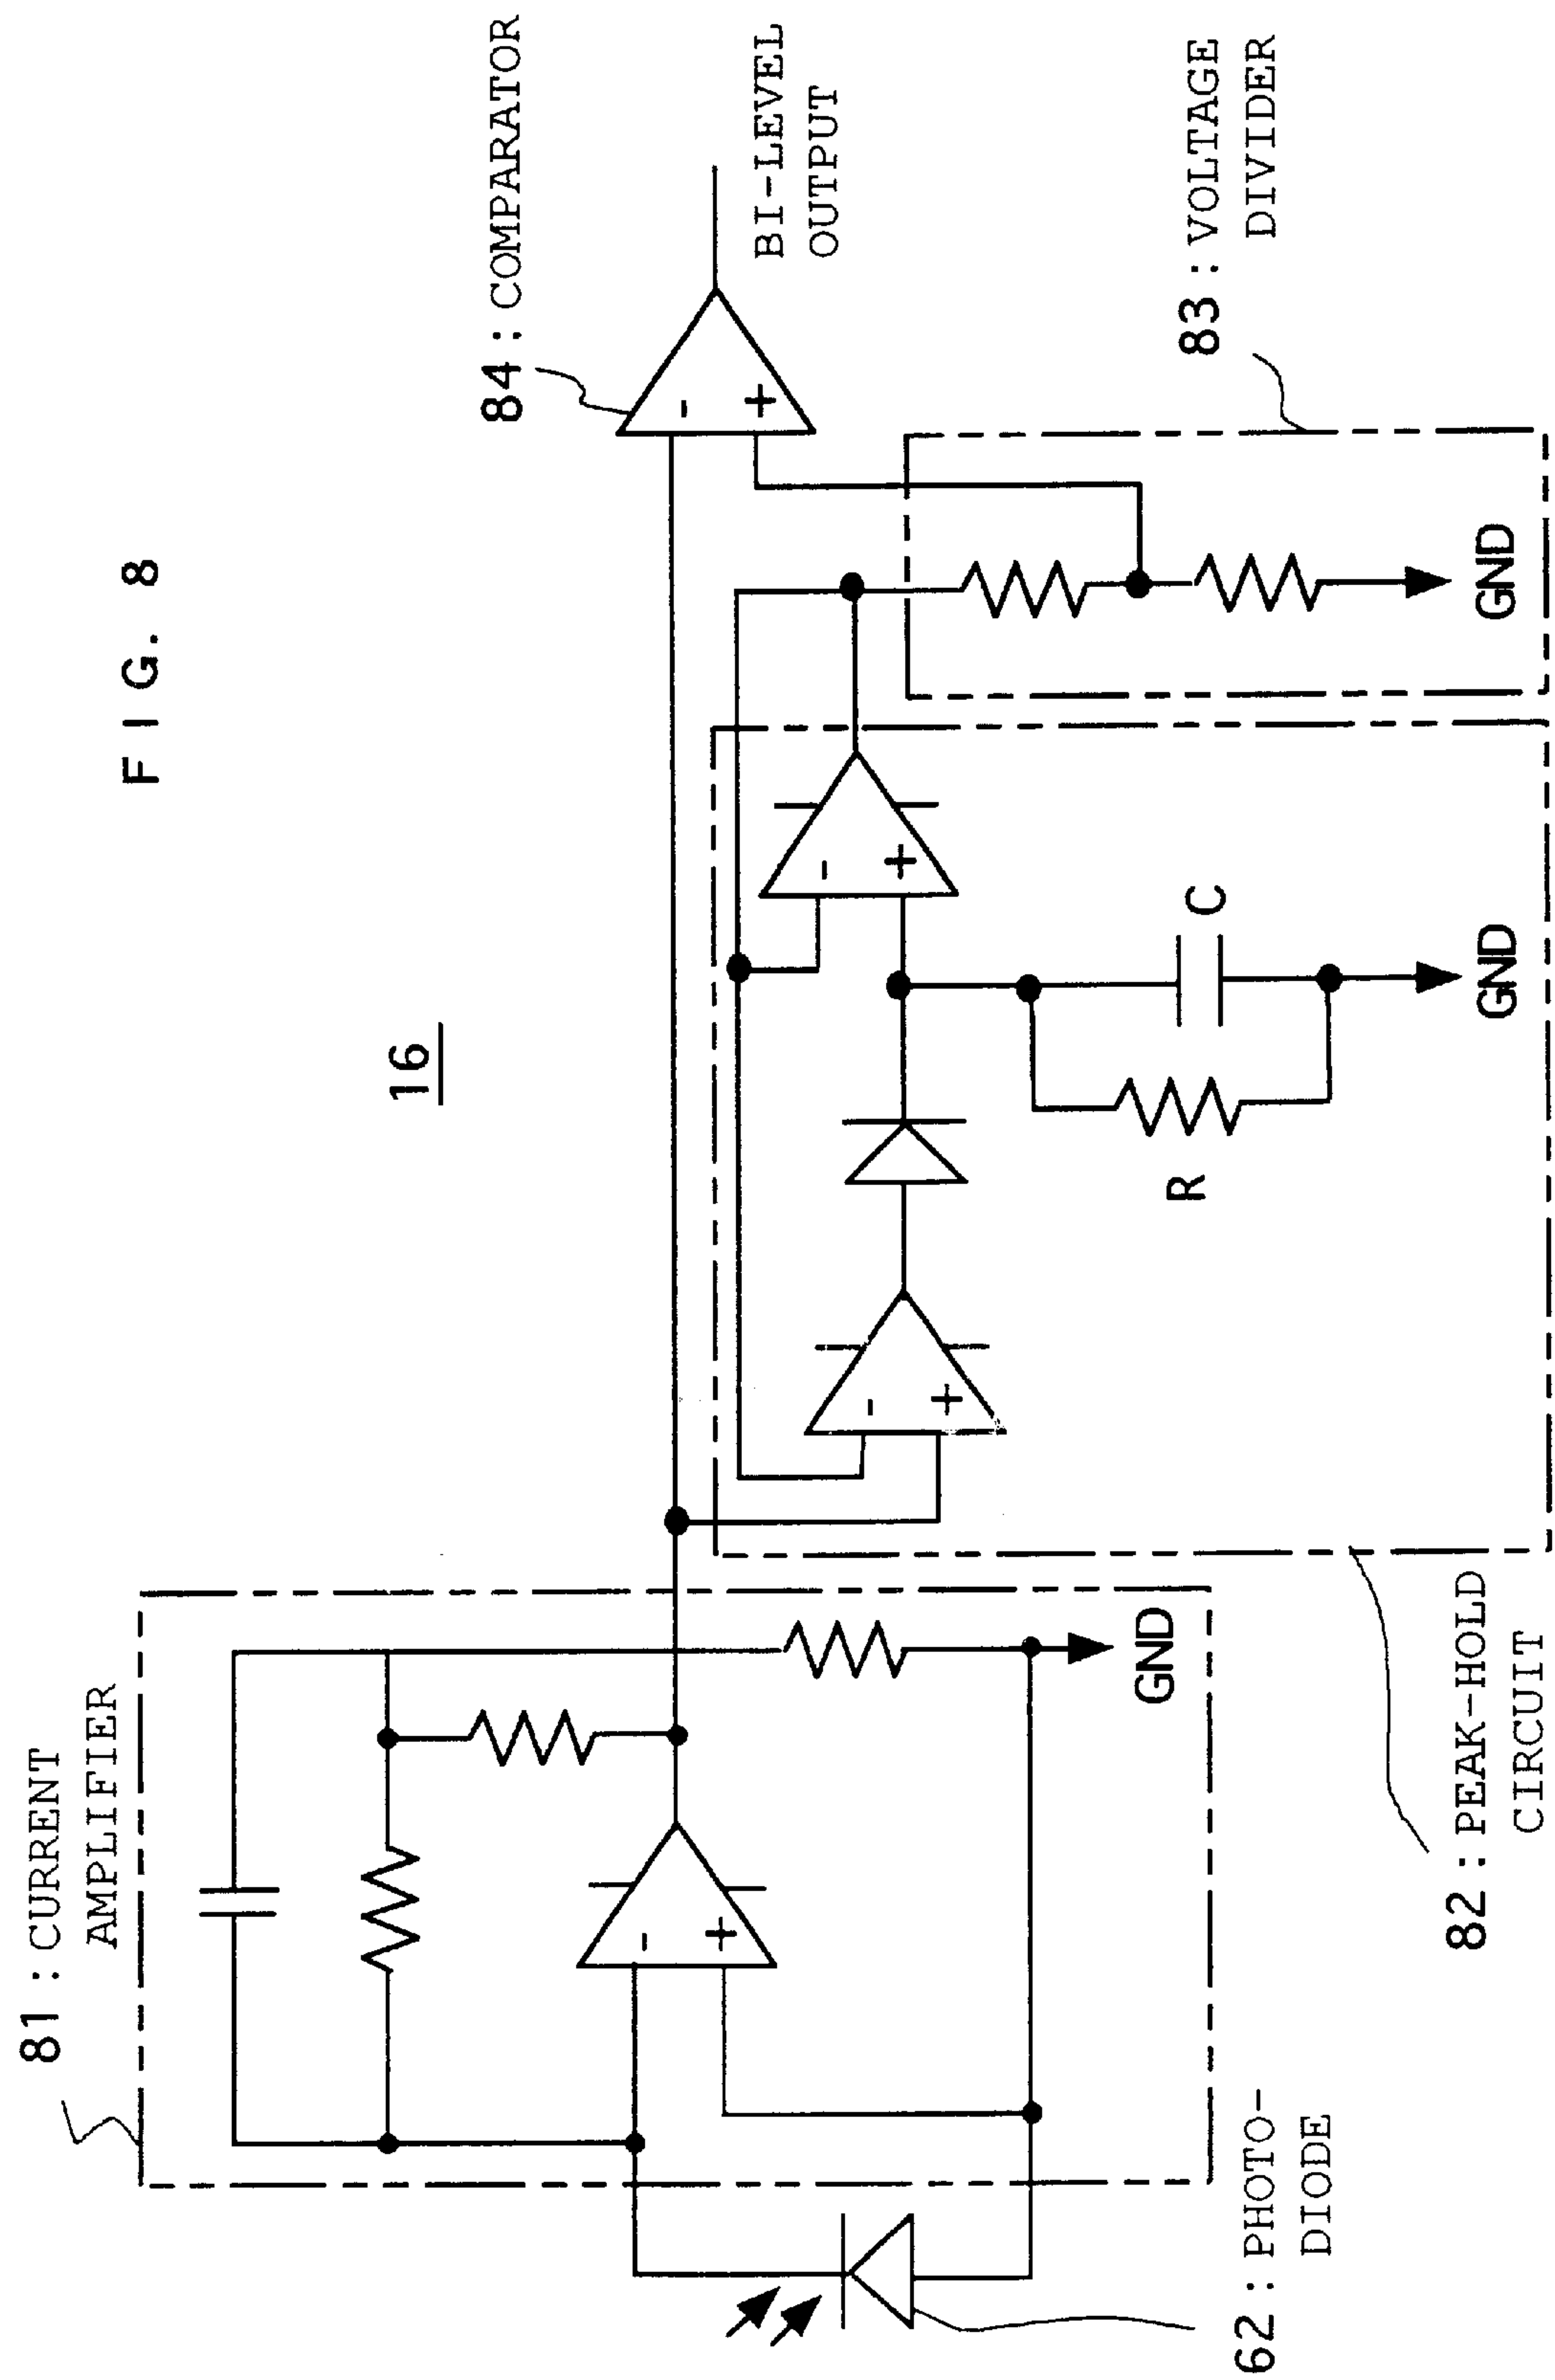 FIG. 8
16
81 : CURRENT
AMPLIFIER
84 : COMPARATOR
-
+
BI-LEVEL
OUTPUT
-
+
GND
-
+
-
+
R
C
GND
GND
83 : VOLTAGE
DIVIDER
62 : PHOTO-
DIODE
82 : PEAK-HOLD
CIRCUIT